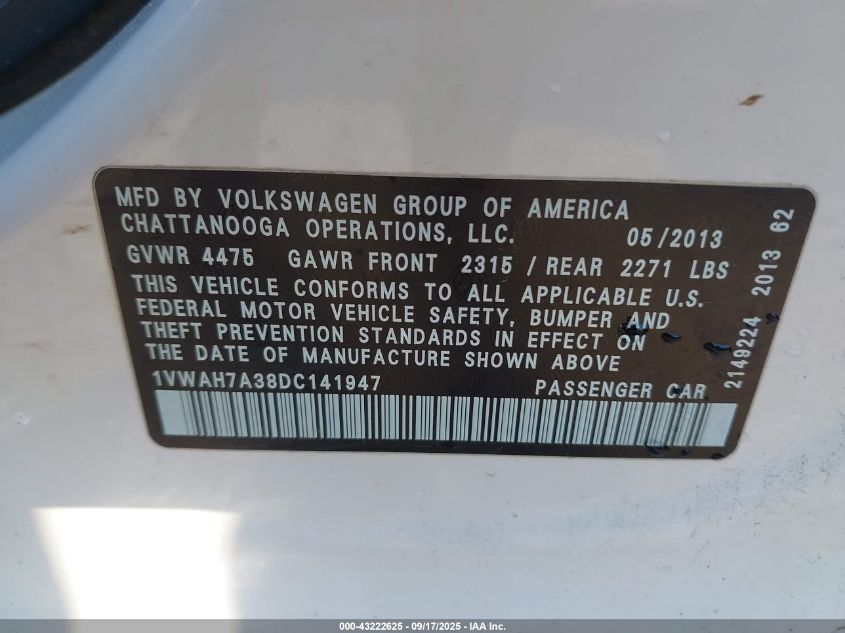 MFD BY VOLKSWAGEN GROUP OF AMERICA
CHATTANOOGA OPERATIONS, LLC. 05/2013
GVWR 4475 GAWR FRONT 2315 / REAR 2271 LBS
THIS VEHICLE CONFORMS TO ALL APPLICABLE U.S.
FEDERAL MOTOR VEHICLE SAFETY, BUMPER AND
THEFT PREVENTION STANDARDS IN EFFECT ON
THE DATE OF MANUFACTURE SHOWN ABOVE
1VWAH7A38DC141947 PASSENGER CAR
2149224 2013 62
000-43222625 - 09/17/2025 - IAA Inc.